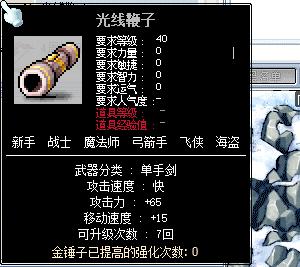 光线鞭子
要求等级: 40
要求力量: 0
要求敏捷: 0
要求智力: 0
要求运气: 0
要求人气度: -
道具等级: -
道具经验值: -
新手 战士 魔法师 弓箭手 飞侠 海盗
武器分类: 单手剑
攻击速度: 快
攻击力: +65
移动速度: +15
可升级次数: 7回
金锤子已提高的强化次数: 0